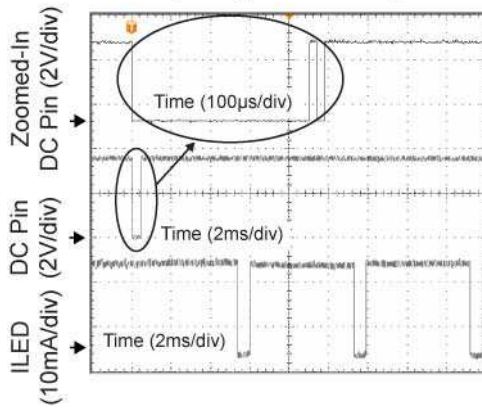 Zoomed-In
DC Pin (2V/div)
Time (100µs/div)
DC Pin
(2V/div)
Time (2ms/div)
ILED
(10mA/div)
Time (2ms/div)